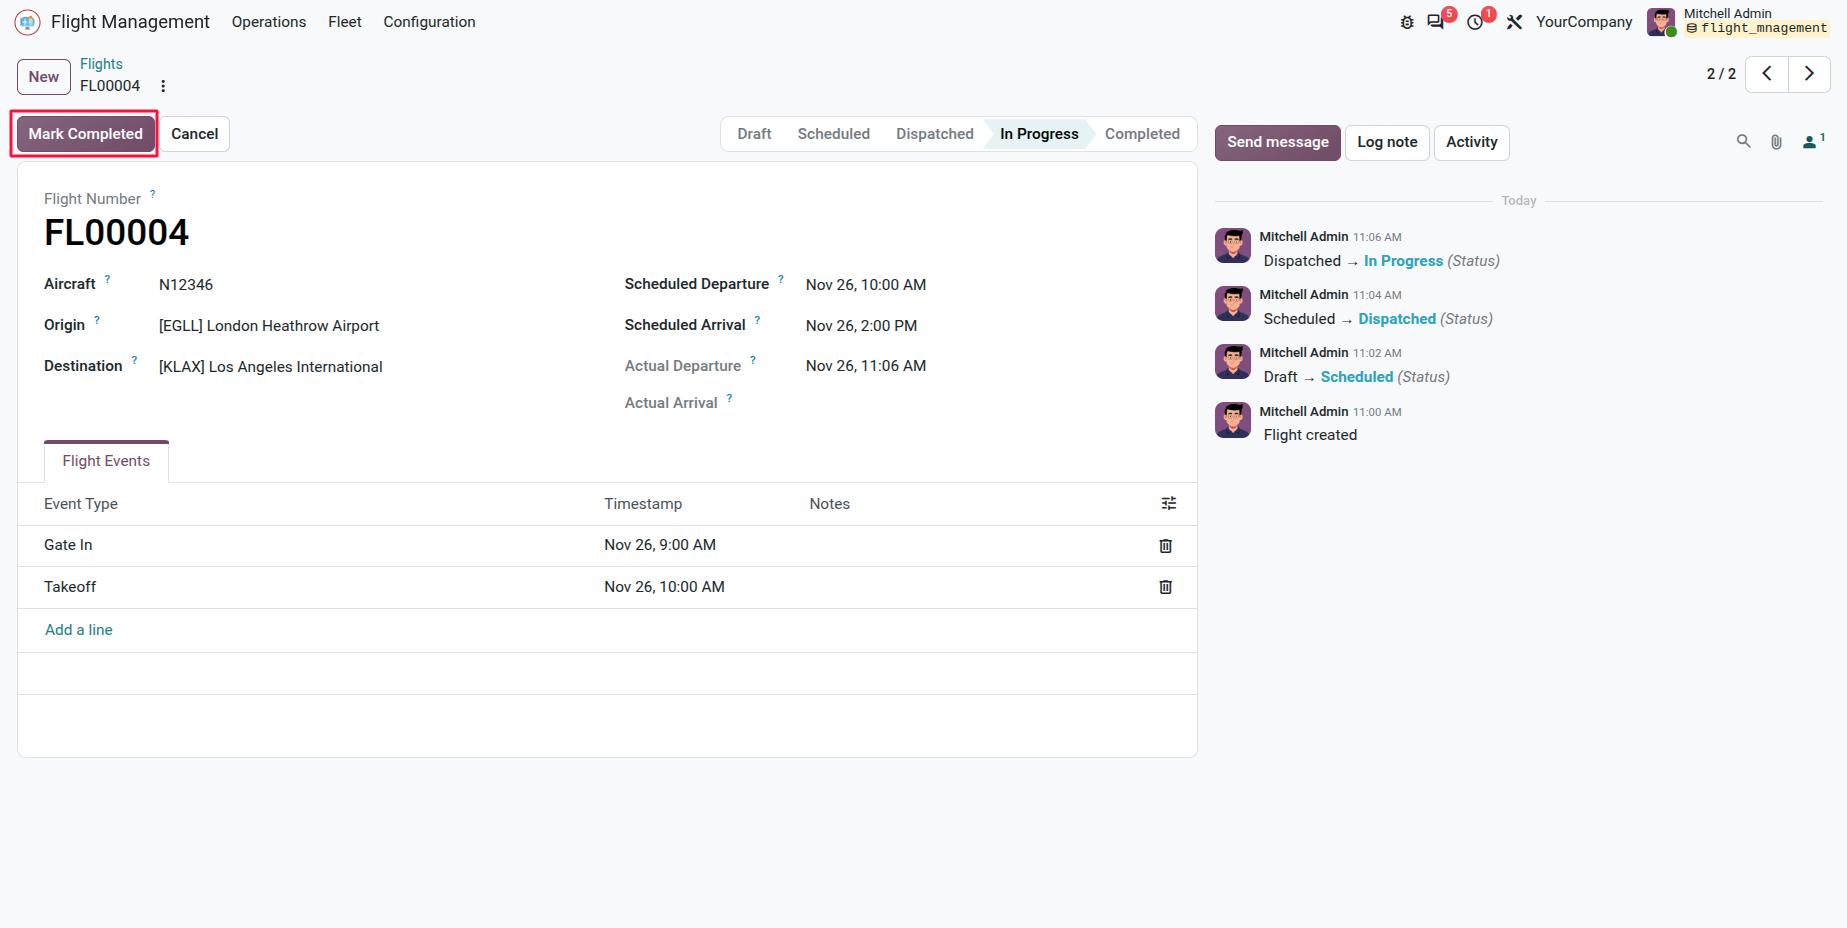 Flight Management Operations Fleet Configuration 5 1 YourCompany Mitchell Admin
flight_mnagement
New Flights
FL00004
2 / 2
Mark Completed Cancel Draft Scheduled Dispatched In Progress Completed
Send message Log note Activity 1
Flight Number ?
FL00004
Aircraft ? N12346
Origin ? [EGLL] London Heathrow Airport
Destination ? [KLAX] Los Angeles International
Scheduled Departure ? Nov 26, 10:00 AM
Scheduled Arrival ? Nov 26, 2:00 PM
Actual Departure ? Nov 26, 11:06 AM
Actual Arrival ?
Flight Events
Event Type Timestamp Notes
Gate In Nov 26, 9:00 AM
Takeoff Nov 26, 10:00 AM
Add a line
Today
Mitchell Admin 11:06 AM
Dispatched → In Progress (Status)
Mitchell Admin 11:04 AM
Scheduled → Dispatched (Status)
Mitchell Admin 11:02 AM
Draft → Scheduled (Status)
Mitchell Admin 11:00 AM
Flight created